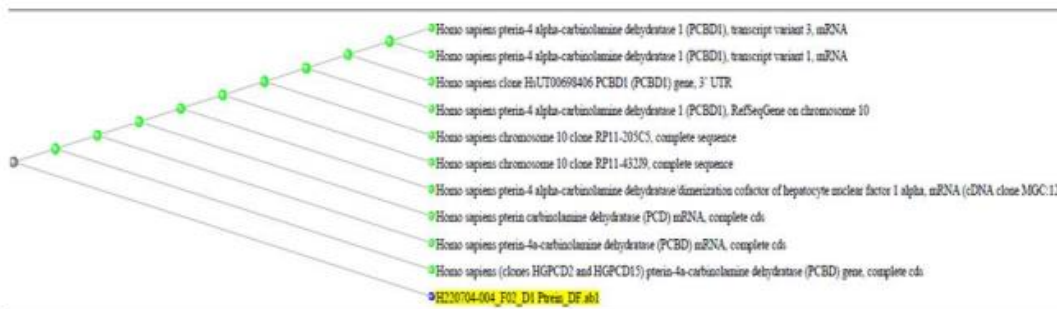 Homo sapiens pterin-4 alpha-carbinolamine dehydratase 1 (PCBD1), transcript variant 3, mRNA
Homo sapiens pterin-4 alpha-carbinolamine dehydratase 1 (PCBD1), transcript variant 1, mRNA
Homo sapiens clone HsUT00698406 PCBD1 (PCBD1) gene, 3' UTR
Homo sapiens pterin-4 alpha-carbinolamine dehydratase 1 (PCBD1), RefSeqGene on chromosome 10
Homo sapiens chromosome 10 clone RP11-205C5, complete sequence
Homo sapiens chromosome 10 clone RP11-432J9, complete sequence
Homo sapiens pterin-4 alpha-carbinolamine dehydratase/dimerization cofactor of hepatocyte nuclear factor 1 alpha, mRNA (cDNA clone MGC:1
Homo sapiens pterin carbinolamine dehydratase (PCD) mRNA, complete cds
Homo sapiens pterin-4a-carbinolamine dehydratase (PCBD) mRNA, complete cds
Homo sapiens (clones HGPCD2 and HGPCD15) pterin-4a-carbinolamine dehydratase (PCBD) gene, complete cds
H220704-004_F02_D1 Ptrein_DF.ab1